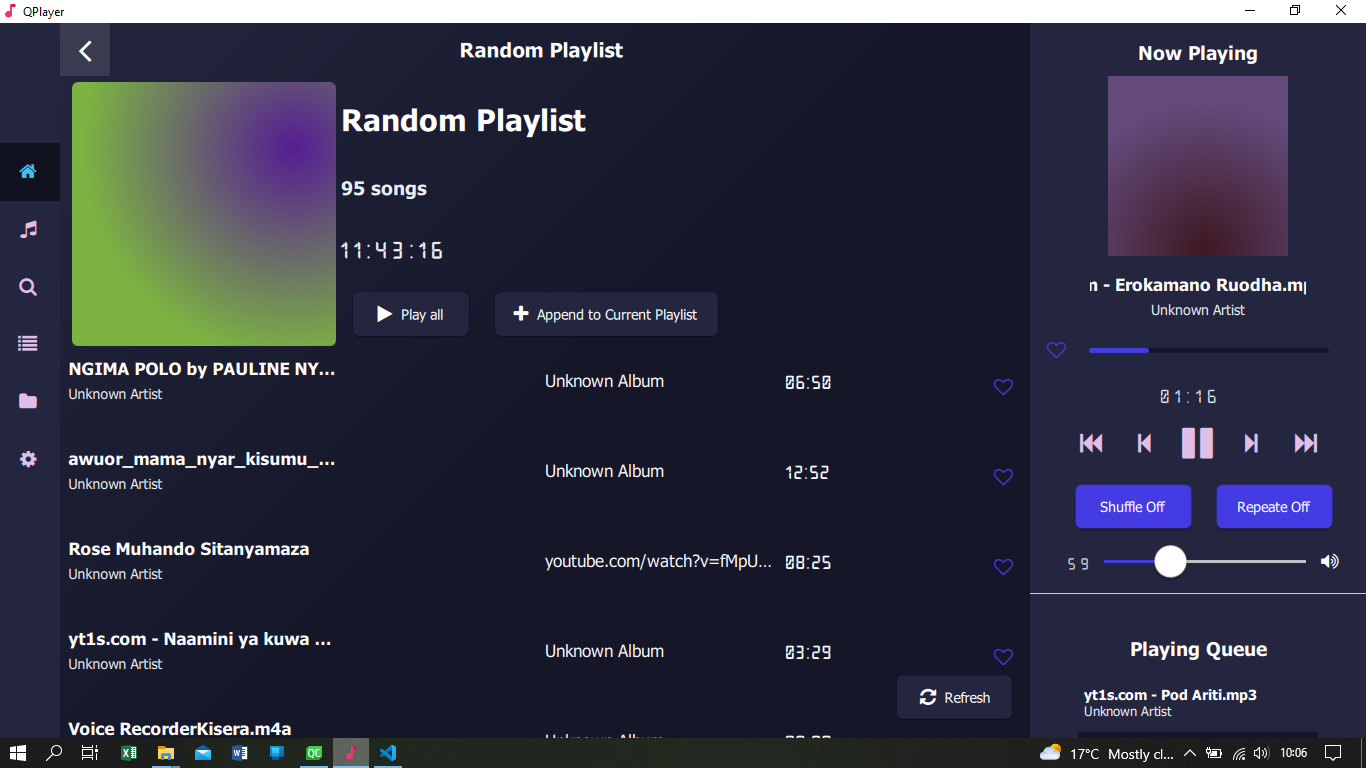 QPlayer
Random Playlist
Random Playlist
95 songs
11:43:16
Play all
Append to Current Playlist
NGIMA POLO by PAULINE NY...
Unknown Artist
Unknown Album
06:50
awuor_mama_nyar_kisumu_...
Unknown Artist
Unknown Album
12:52
Rose Muhando Sitanyamaza
Unknown Artist
youtube.com/watch?v=fMpU...
08:25
yt1s.com - Naamini ya kuwa ...
Unknown Artist
Unknown Album
03:29
Voice RecorderKisera.m4a
Refresh
Now Playing
m - Erokamano Ruodha.mp
Unknown Artist
01:16
Shuffle Off
Repeate Off
59
Playing Queue
yt1s.com - Pod Ariti.mp3
Unknown Artist
17°C Mostly cl...
10:06